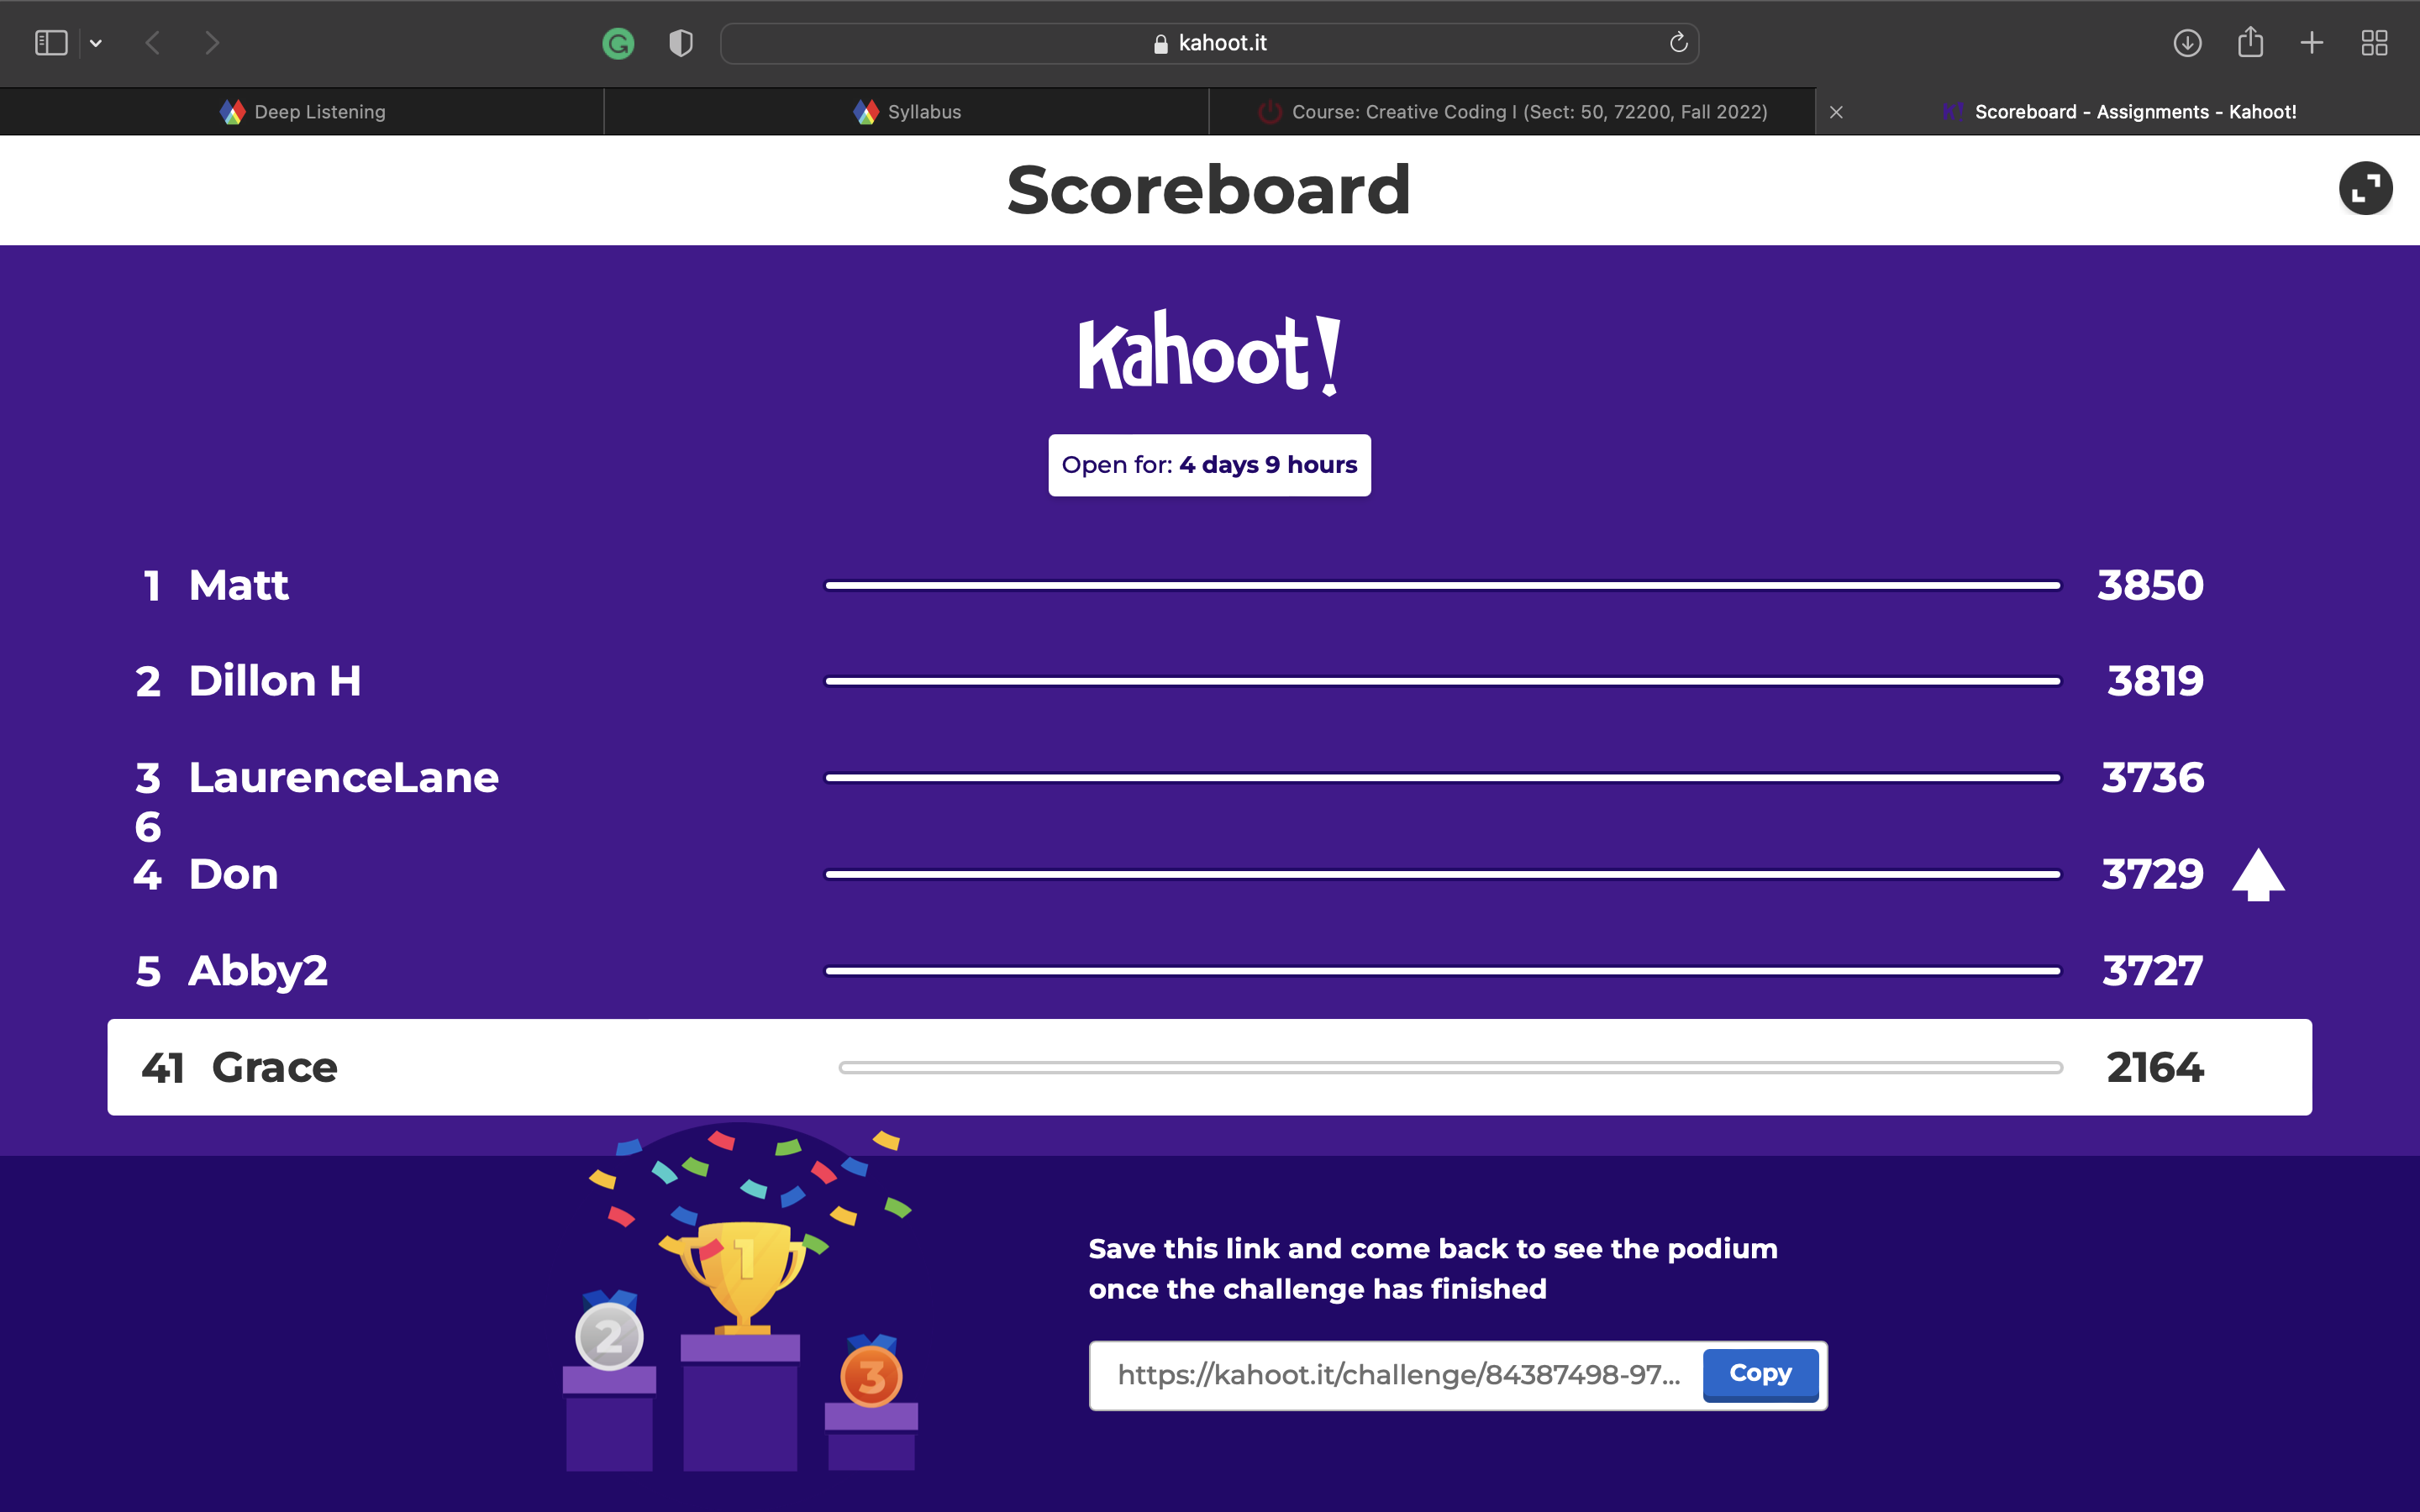 kahoot.it
Deep Listening
Syllabus
Course: Creative Coding I (Sect: 50, 72200, Fall 2022)
K! Scoreboard - Assignments - Kahoot!
Scoreboard
Kahoot!
Open for: 4 days 9 hours
1 Matt 3850
2 Dillon H 3819
3 LaurenceLane 3736
6
4 Don 3729
5 Abby2 3727
41 Grace 2164
1
2
3
Save this link and come back to see the podium
once the challenge has finished
https://kahoot.it/challenge/84387498-97... Copy